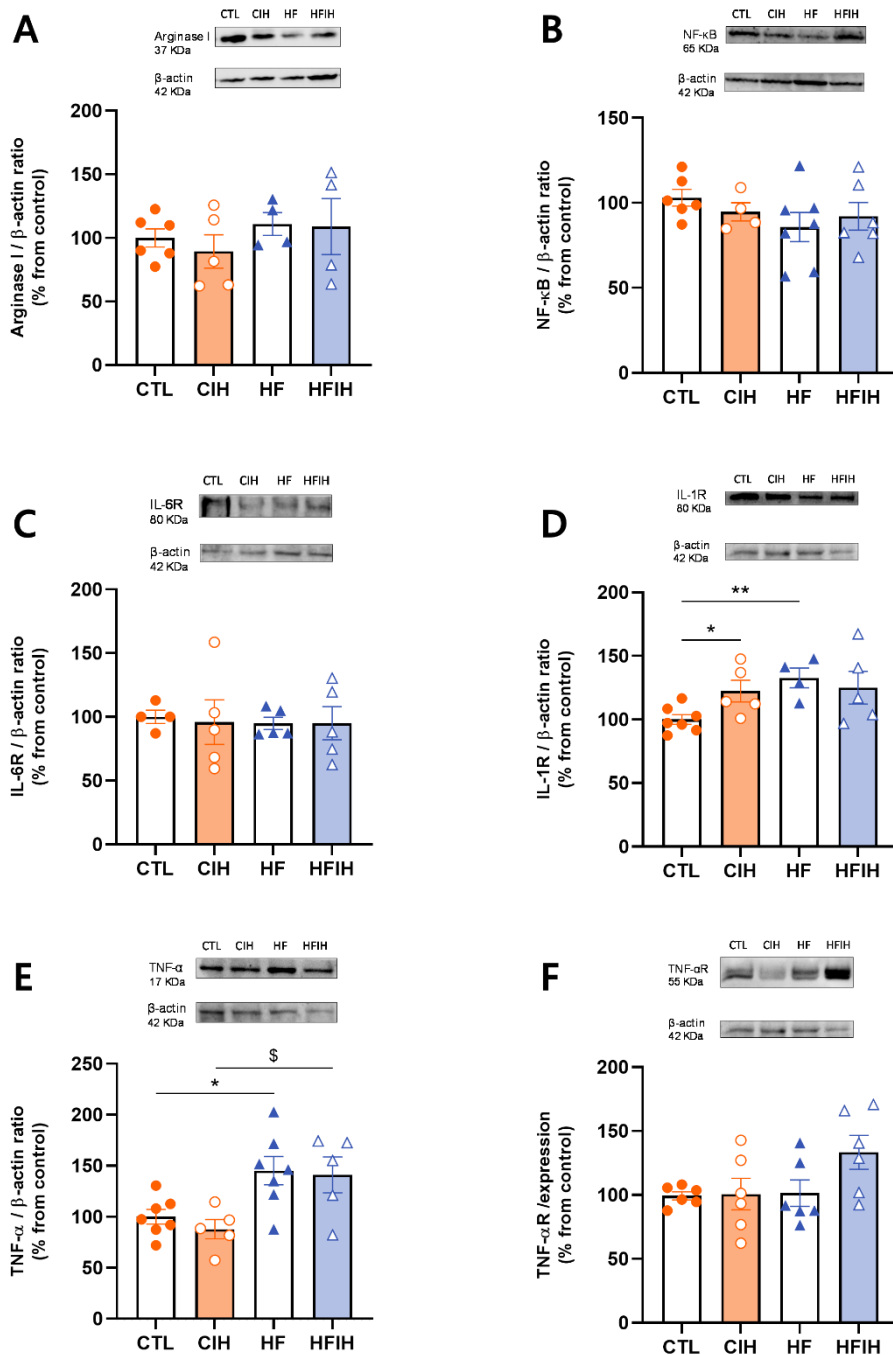 A
CTL CIH HF HFIH
Arginase I
37 KDa
β-actin
42 KDa
Arginase I / β-actin ratio
(% from control)
200
150
100
50
0
CTL CIH HF HFIH
B
CTL CIH HF HFIH
NF-κB
65 KDa
β-actin
42 KDa
NF-κB / β-actin ratio
(% from control)
150
100
50
0
CTL CIH HF HFIH
C
CTL CIH HF HFIH
IL-6R
80 KDa
β-actin
42 KDa
IL-6R / β-actin ratio
(% from control)
200
150
100
50
0
CTL CIH HF HFIH
D
CTL CIH HF HFIH
IL-1R
80 KDa
β-actin
42 KDa
IL-1R / β-actin ratio
(% from control)
200
150
100
50
0
**
*
CTL CIH HF HFIH
E
CTL CIH HF HFIH
TNF-α
17 KDa
β-actin
42 KDa
TNF-α / β-actin ratio
(% from control)
250
200
150
100
50
0
$
*
CTL CIH HF HFIH
F
CTL CIH HF HFIH
TNF-αR
55 KDa
β-actin
42 KDa
TNF-αR /expression
(% from control)
200
150
100
50
0
CTL CIH HF HFIH